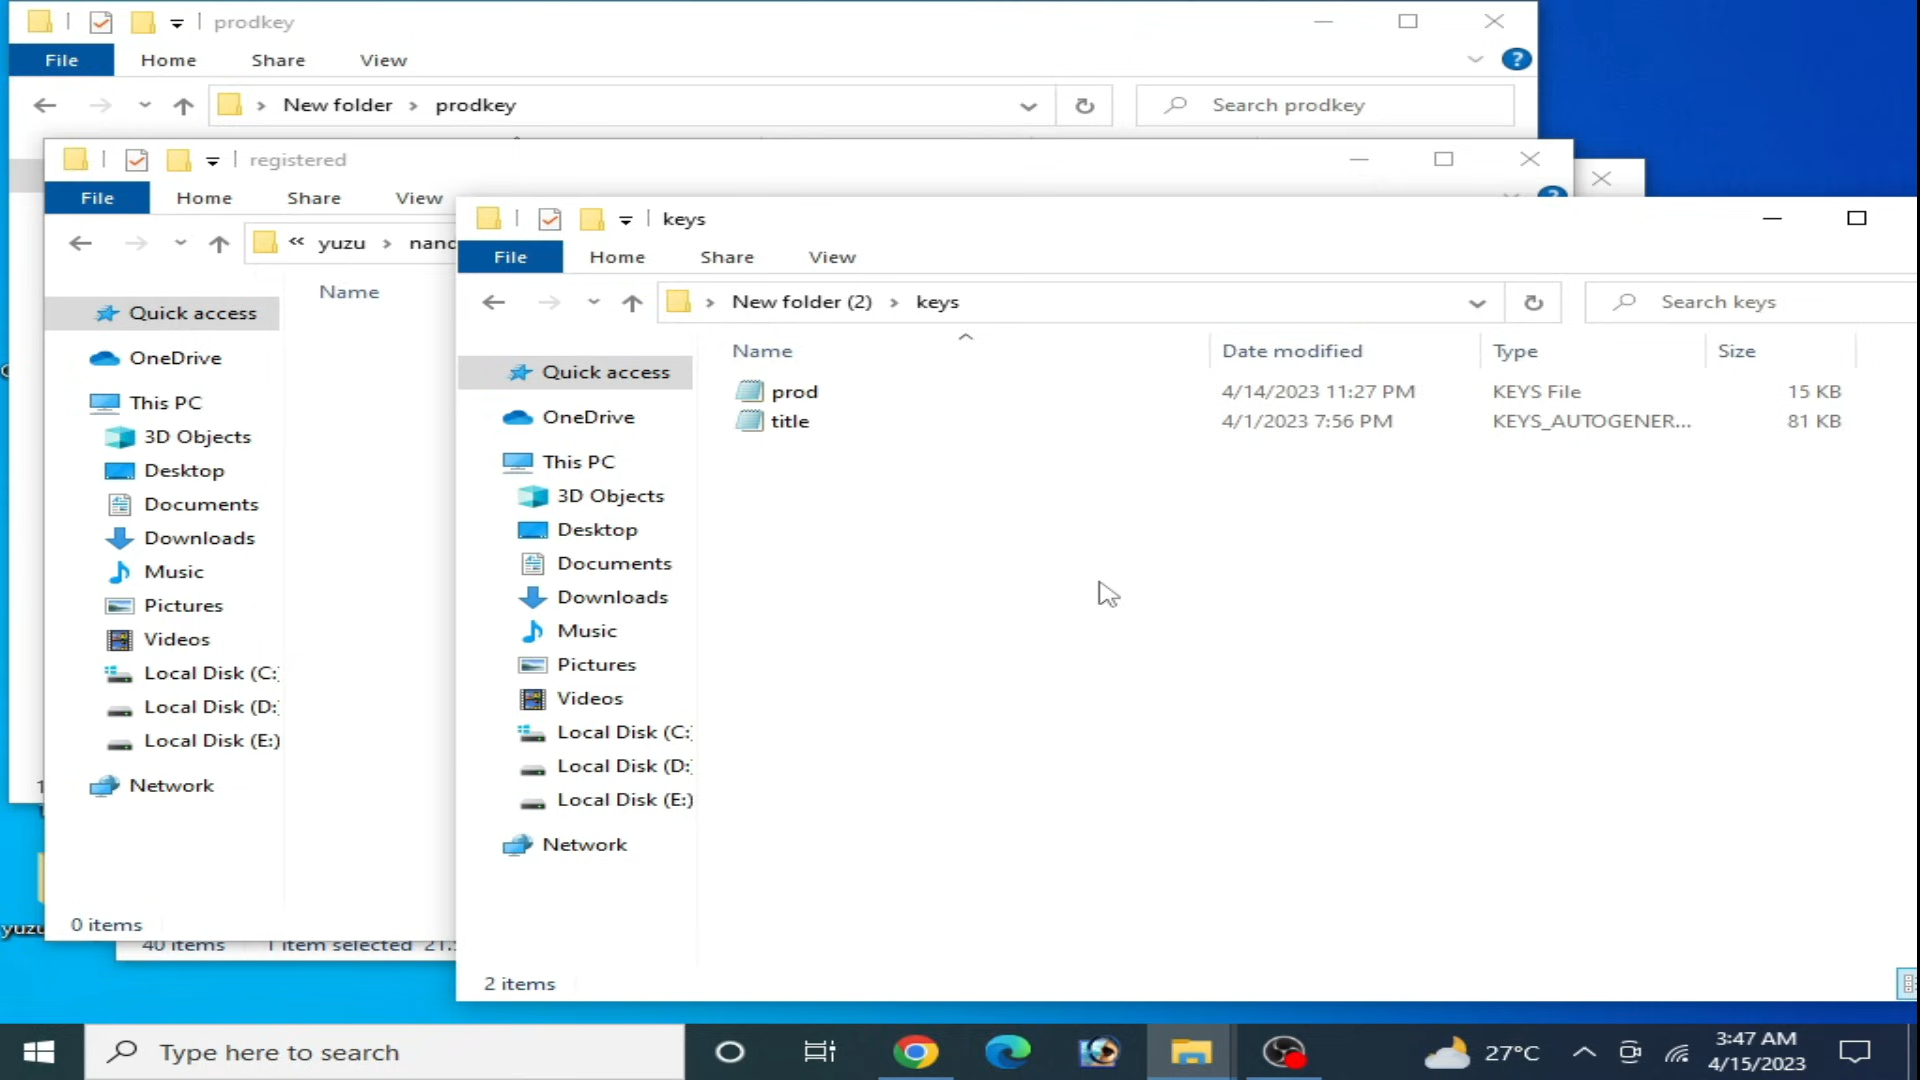 prodkey
File Home Share View
New folder prodkey
Search prodkey
registered
File Home Share View
yuzu
Name
Quick access
OneDrive
This PC
3D Objects
Desktop
Documents
Downloads
Music
Pictures
Videos
Local Disk (C:
Local Disk (D:
Local Disk (E:)
Network
0 items
40 items 1 item selected
keys
File Home Share View
New folder (2) keys
Search keys
Name Date modified Type Size
prod 4/14/2023 11:27 PM KEYS File 15 KB
title 4/1/2023 7:56 PM KEYS_AUTOGENER... 81 KB
Quick access
OneDrive
This PC
3D Objects
Desktop
Documents
Downloads
Music
Pictures
Videos
Local Disk (C:
Local Disk (D:
Local Disk (E:)
Network
2 items
yuzu
Type here to search
27°C
3:47 AM
4/15/2023